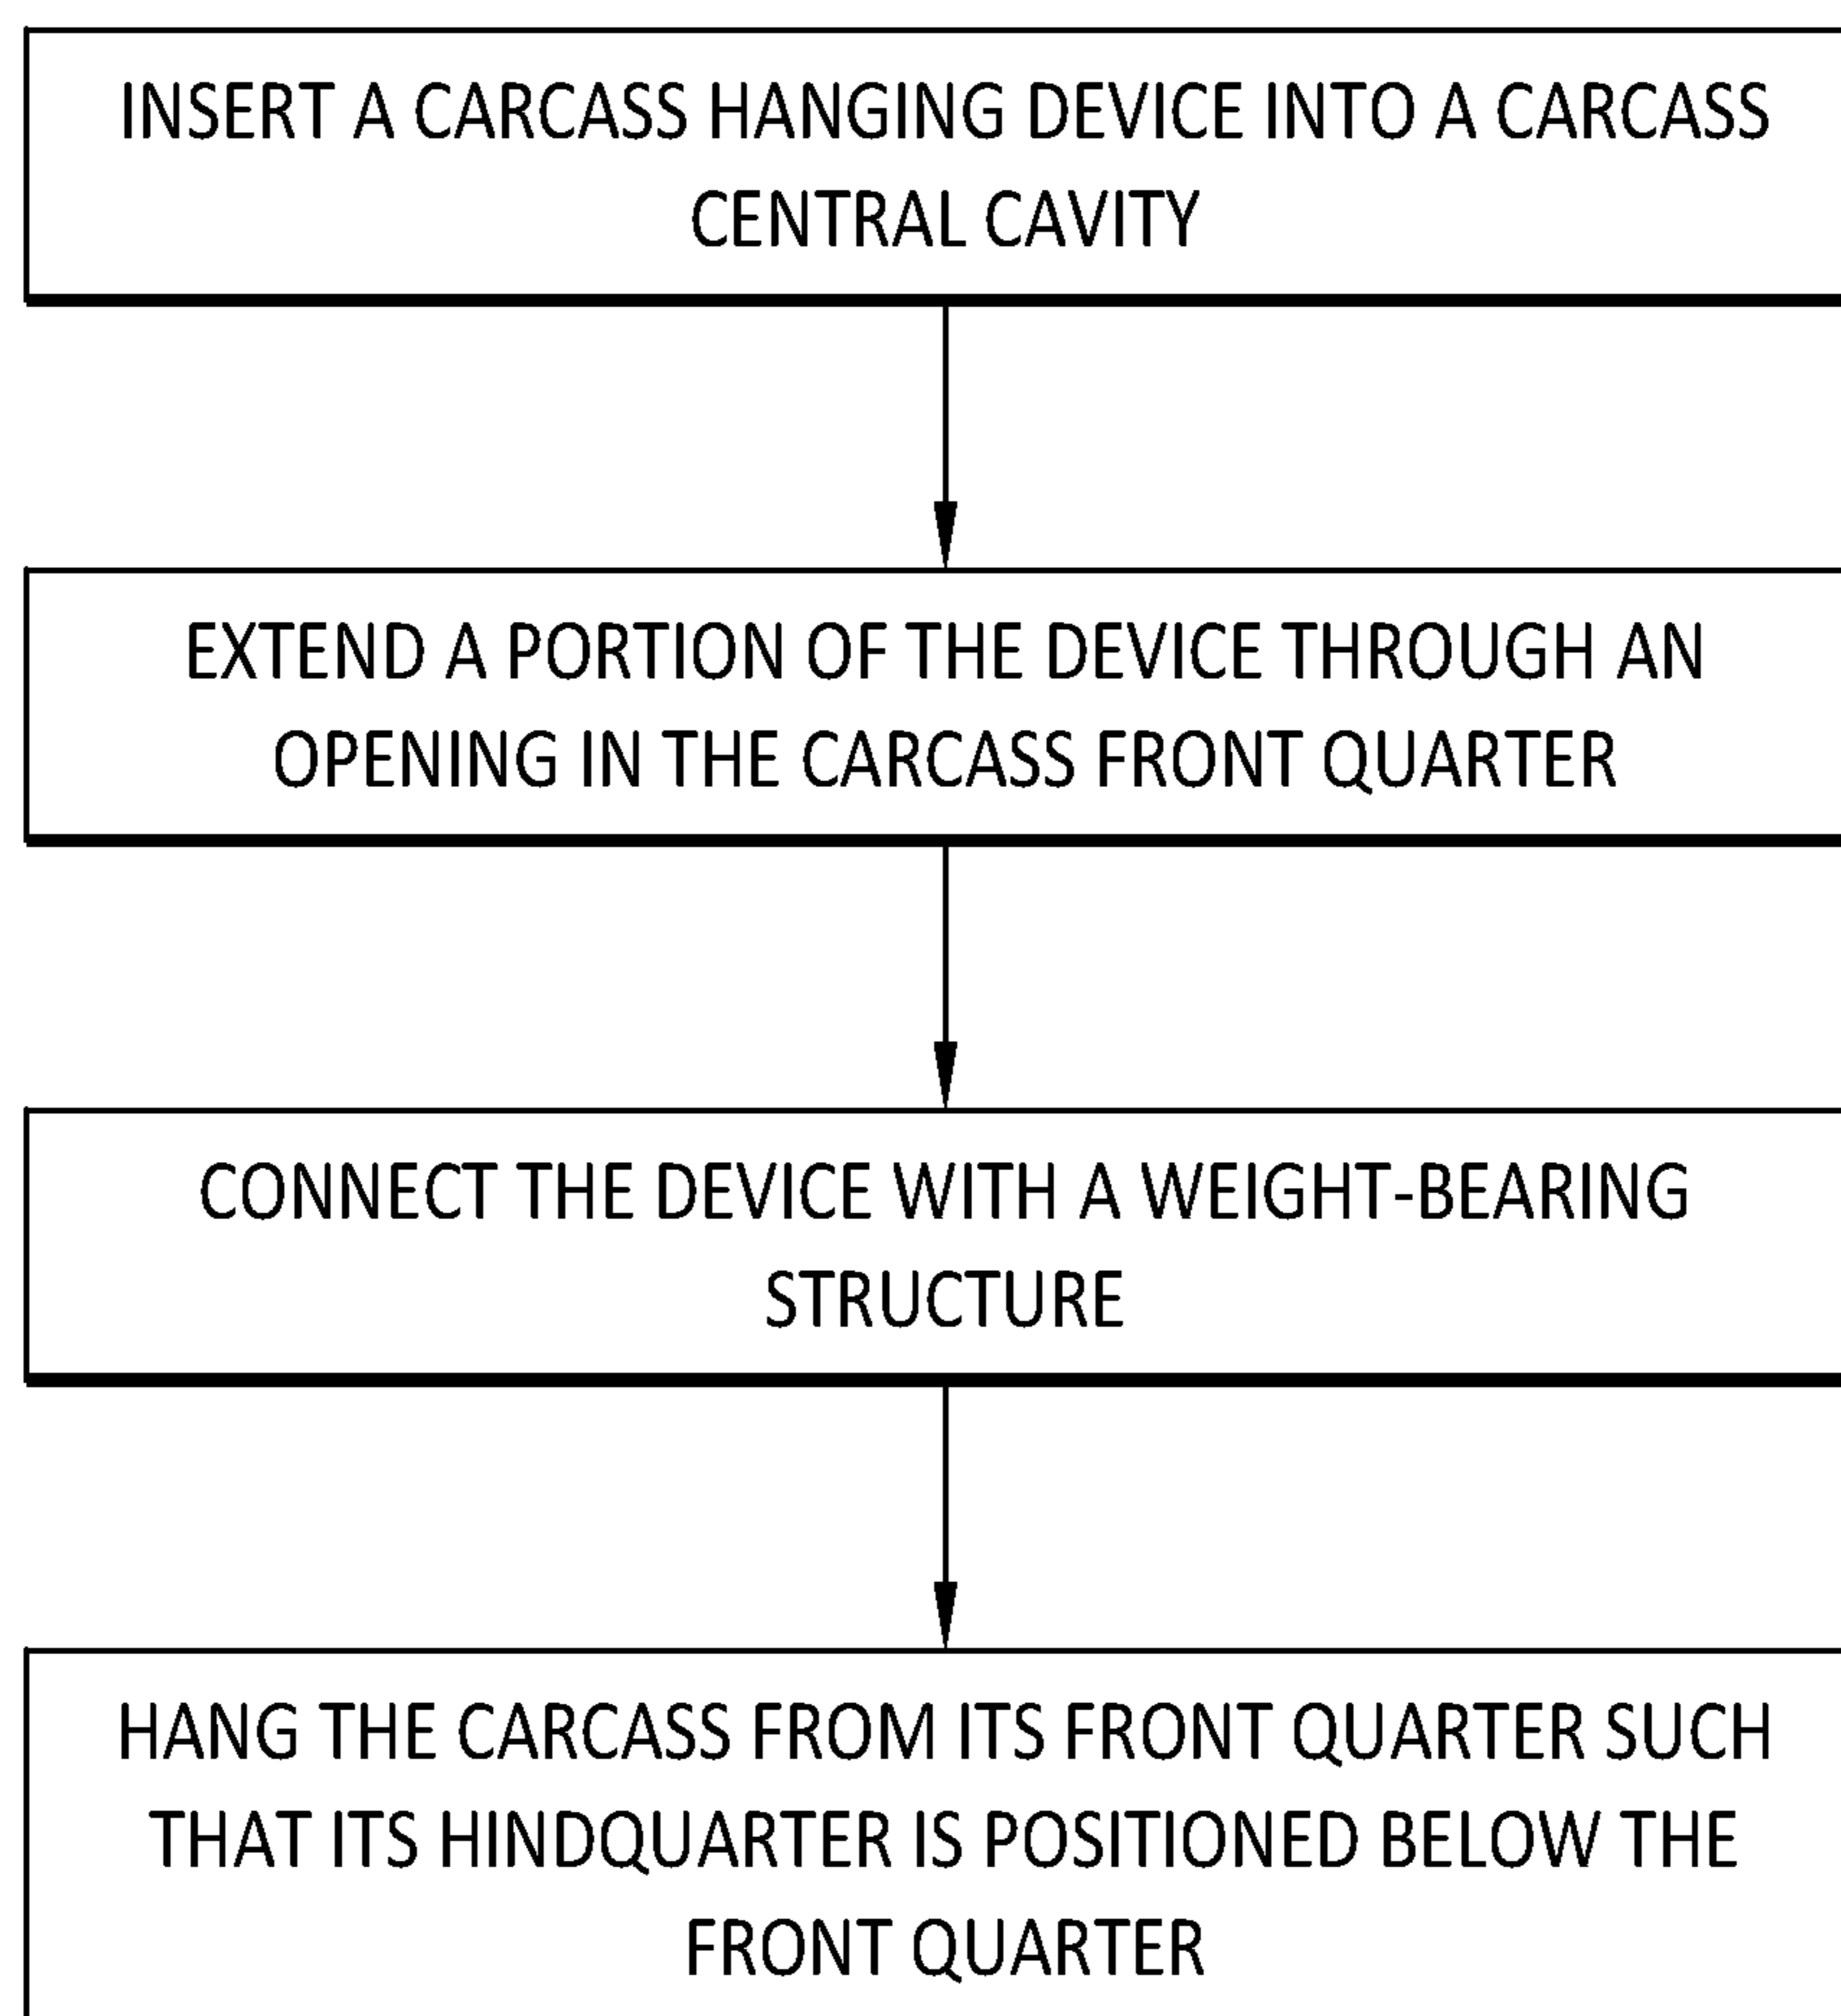 INSERT A CARCASS HANGING DEVICE INTO A CARCASS
CENTRAL CAVITY
EXTEND A PORTION OF THE DEVICE THROUGH AN
OPENING IN THE CARCASS FRONT QUARTER
CONNECT THE DEVICE WITH A WEIGHT-BEARING
STRUCTURE
HANG THE CARCASS FROM ITS FRONT QUARTER SUCH
THAT ITS HINDQUARTER IS POSITIONED BELOW THE
FRONT QUARTER